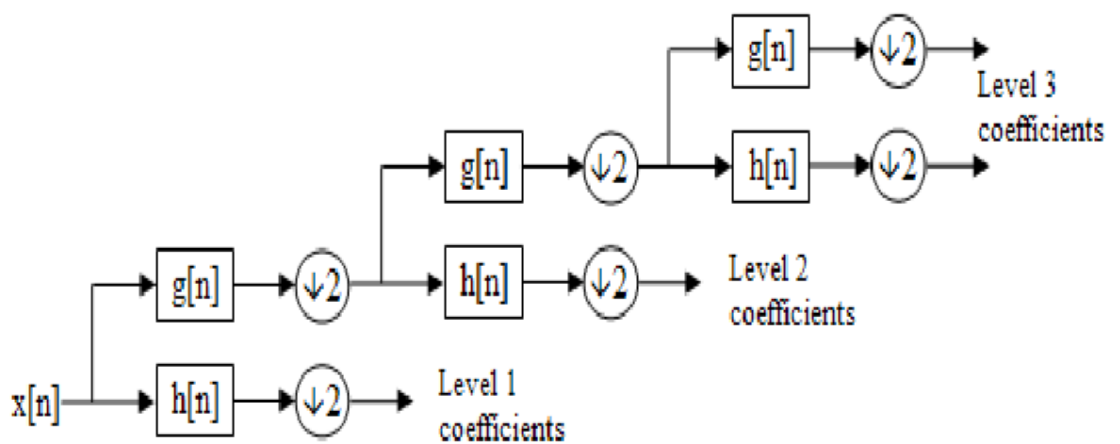 g[n] ↓2
Level 3
coefficients
g[n] ↓2 h[n] ↓2
g[n] ↓2 h[n] ↓2
Level 2
coefficients
x[n] h[n] ↓2
Level 1
coefficients